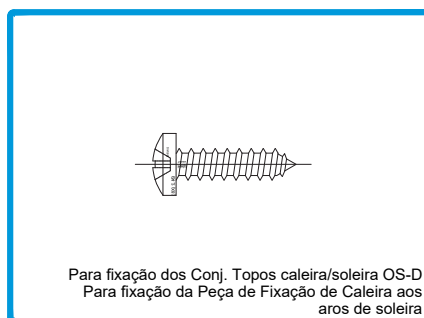 Para fixação dos Conj. Topos caleira/soleira OS-D
Para fixação da Peça de Fixação de Caleira aos
aros de soleira